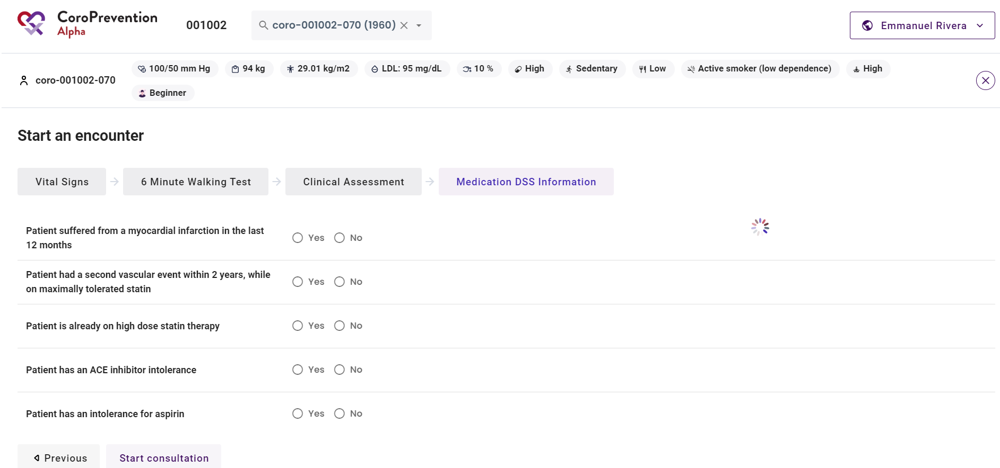 CoroPrevention
Alpha
001002
coro-001002-070 (1960)
Emmanuel Rivera
coro-001002-070
100/50 mm Hg
94 kg
29.01 kg/m2
LDL: 95 mg/dL
10 %
High
Sedentary
Low
Active smoker (low dependence)
High
Beginner
Start an encounter
Vital Signs
6 Minute Walking Test
Clinical Assessment
Medication DSS Information
Patient suffered from a myocardial infarction in the last
12 months
Yes
No
Patient had a second vascular event within 2 years, while
on maximally tolerated statin
Yes
No
Patient is already on high dose statin therapy
Yes
No
Patient has an ACE inhibitor intolerance
Yes
No
Patient has an intolerance for aspirin
Yes
No
Previous
Start consultation